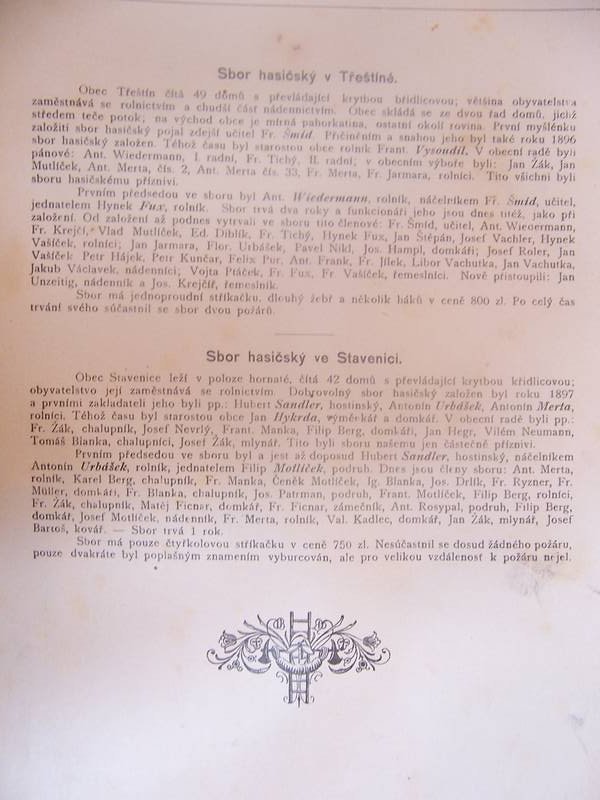 Sbor hasičský v Třeštině.
Obec Třeštin čítá 49 domů s převládající krytbou břidlicovou; většina obyvatelstva
zaměstnává se rolnictvím a chudší část nádennictvím. Obec skládá se ze dvou řad domů, jichž
středem teče potok; na východ obce je mírná pahorkatina, ostatní okolí rovina. První myšlénku
založiti sbor hasičský pojal zdejší učitel Fr. Šmíd. Přičiněním a snahou jeho byl také roku 1896
sbor hasičský založen. Téhož času byl starostou obce rolník Frant. Vysoudil. V obecní radě byli
pánové: Ant. Wiedermann, I. radní, Fr. Tichý, II. radní; v obecním výboře byli: Jan Žák, Jan
Mutlíček, Ant. Merta, čís. 2, Ant. Merta čís. 33, Fr. Merta, Fr. Jarmara, rolníci. Tito všichni byli
sboru hasičskému příznivi.
Prvním předsedou ve sboru byl Ant. Wiedermann, rolník, náčelníkem Fr. Šmíd, učitel,
jednatelem Hynek Fux, rolník. Sbor trvá dva roky a funkcionáři jeho jsou dnes titéž, jako při
založení. Od založení až podnes vytrvali ve sboru tito členové: Fr. Šmíd, učitel, Ant. Wiedermann,
Fr. Krejčí, Vlad Mutlíček, Ed. Diblík, Fr. Tichý, Hynek Fux, Jan Štěpán, Josef Vachler, Hynek
Vašíček, rolníci; Jan Jarmara, Flor. Urbášek, Pavel Nikl, Jos. Hampl, domkáři; Josef Roler, Jan
Vašíček Petr Hájek, Petr Kunčar, Felix Pur, Ant. Frank, Fr. Jílek, Libor Vachutka, Jan Vachutka,
Jakub Václavek, nádenníci; Vojta Ptáček, Fr. Fux, Fr. Vašíček, řemeslníci. Nově přistoupili: Jan
Unzeitig, nádenník a Jos. Krejčíř, řemeslník.
Sbor má jednoproudní stříkačku, dlouhý žebř a několik háků v ceně 800 zl. Po celý čas
trvání svého súčastnil se sbor dvou požárů.
Sbor hasičský ve Stavenici.
Obec Stavenice leží v poloze hornaté, čítá 42 domů s převládající krytbou křidlicovou;
obyvatelstvo její zaměstnává se rolnictvím. Dobrovolný sbor hasičský založen byl roku 1897
a prvními zakladateli jeho byli pp.: Hubert Sandler, hostinský, Antonín Urbášek, Antonín Merta,
rolníci. Téhož času byl starostou obce Jan Hykrda, výměnkář a domkář. V obecní radě byli pp.:
Fr. Žák, chalupník, Josef Nevrlý, Frant. Manka, Filip Berg, domkáři, Jan Hegr, Vilém Neumann,
Tomáš Blanka, chalupníci, Josef Žák, mlynář. Tito byli sboru našemu jen částečně příznivi.
Prvním předsedou ve sboru byl a jest až doposud Hubert Sandler, hostinský, náčelníkem
Antonín Urbášek, rolník, jednatelem Filip Motlíček, podruh. Dnes jsou členy sboru: Ant. Merta,
rolník, Karel Berg, chalupník, Fr. Manka, Čeněk Motlíček, Ig. Blanka, Jos. Drlík, Fr. Ryzner, Fr.
Müller, domkáři, Fr. Blanka, chalupník, Jos. Patrman, podruh, Frant. Motlíček, Filip Berg, rolníci,
Fr. Žák, chalupník, Matěj Ficnar, domkář, Fr. Ficnar, zámečník, Ant. Rosypal, podruh, Filip Berg,
domkář, Josef Motlíček, nádenník, Fr. Merta, rolník, Val. Kadlec, domkář, Jan Žák, mlynář, Josef
Bartoš, kovář. — Sbor trvá 1 rok.
Sbor má pouze čtyřkolovou stříkačku v ceně 750 zl. Nesúčastnil se dosud žádného požáru,
pouze dvakráte byl poplašným znamením vyburcován, ale pro velikou vzdálenosť k požáru nejel.